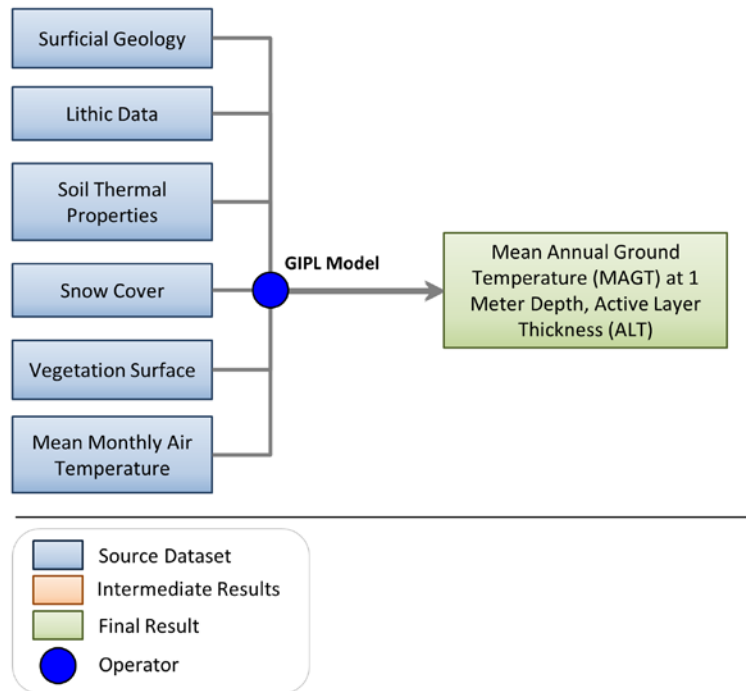 Surficial Geology
Lithic Data
Soil Thermal
Properties
Snow Cover
Vegetation Surface
Mean Monthly Air
Temperature
GIPL Model
Mean Annual Ground
Temperature (MAGT) at 1
Meter Depth, Active Layer
Thickness (ALT)
Source Dataset
Intermediate Results
Final Result
Operator